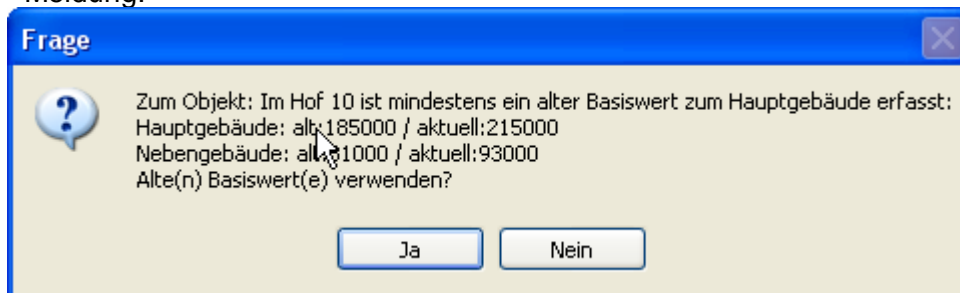 Meldung:
Frage
Zum Objekt: Im Hof 10 ist mindestens ein alter Basiswert zum Hauptgebäude erfasst:
Hauptgebäude: alt:185000 / aktuell:215000
Nebengebäude: / aktuell:93000
Alte(n) Basiswert(e) verwenden?
Ja
Nein